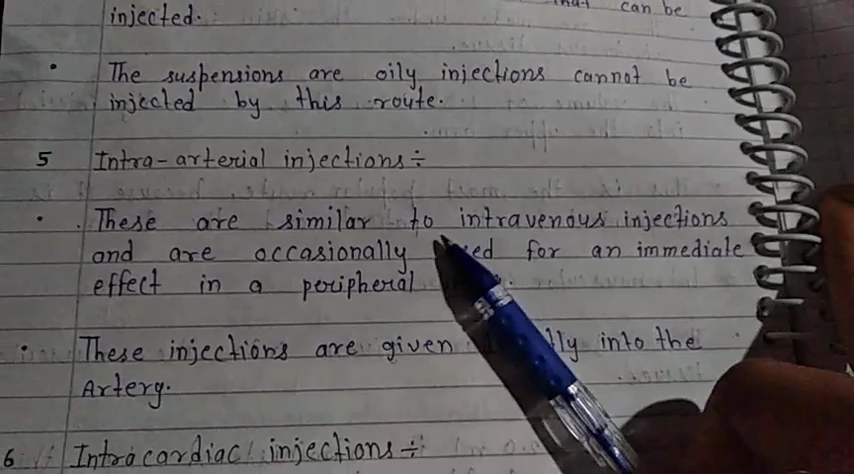 can be
injected.
The suspensions are oily injections cannot be
injected by this route.
5 Intra-arterial injections÷
These are similar to intravenous injections
and are occasionally for an immediate
effect in a peripheral
These injections are given into the
Artery.
6 Intracardiac injections÷